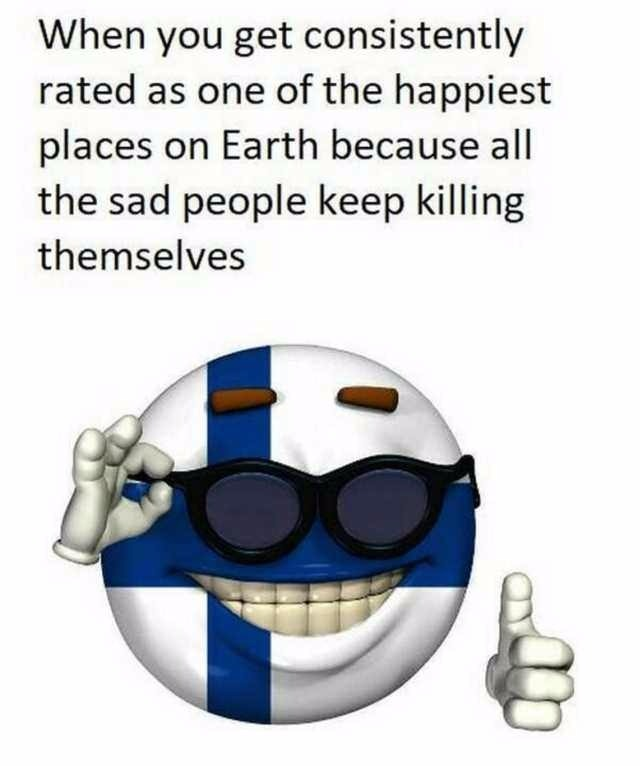 When you get consistently
rated as one of the happiest
places on Earth because all
the sad people keep killing
themselves